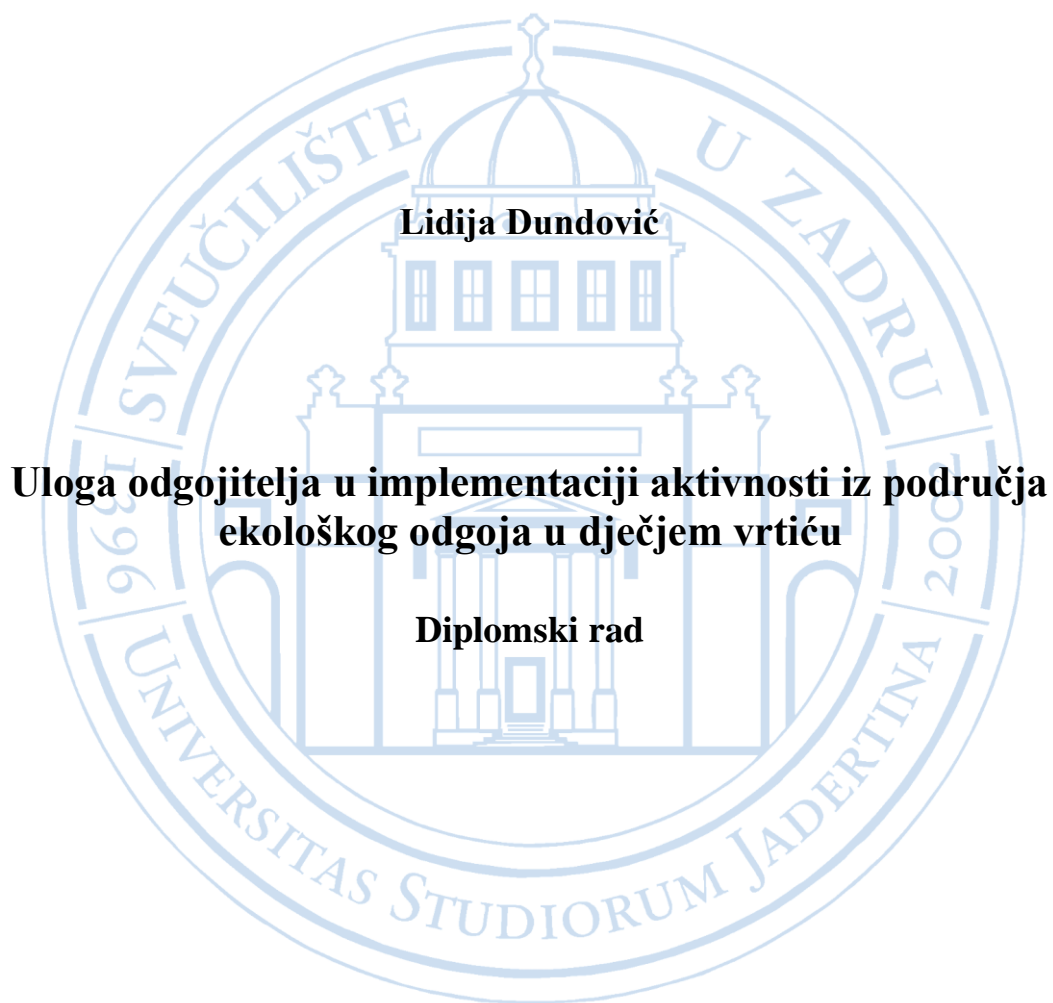 SVEUČILIŠTE U ZADRU
Lidija Dundović
Uloga odgojitelja u implementaciji aktivnosti iz područja
ekološkog odgoja u dječjem vrtiću
Diplomski rad
1396
2002
UNIVERSITAS STUDIORUM JADERTINA